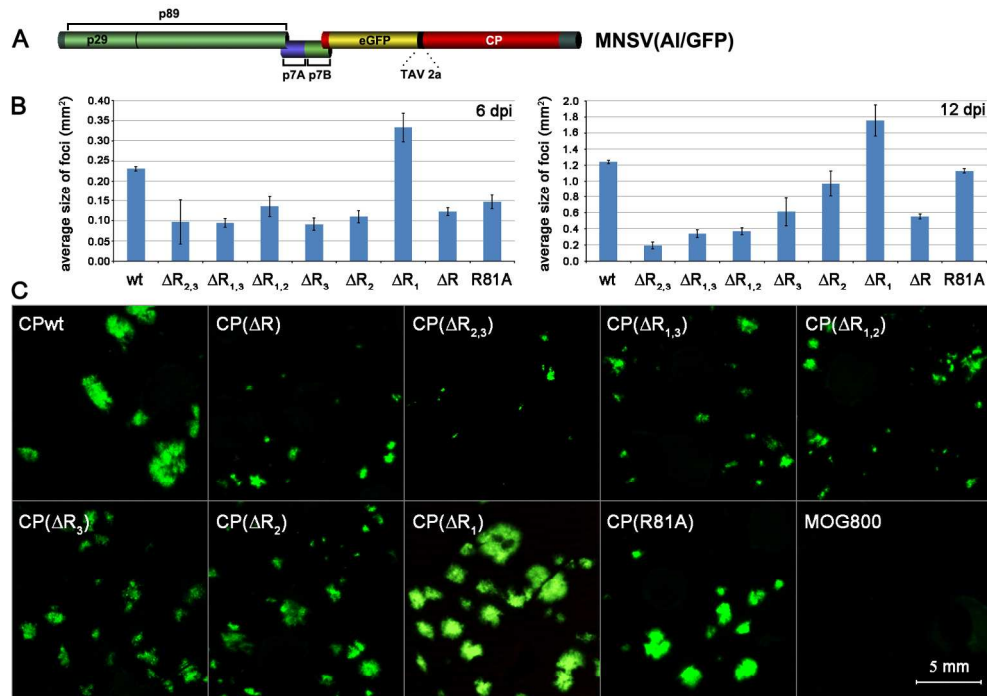 A
p89
p29
eGFP
CP
MNSV(Al/GFP)
p7A p7B
TAV 2a
B
average size of foci (mm²)
6 dpi
0.40
0.35
0.30
0.25
0.20
0.15
0.10
0.05
0.00
wt ΔR2,3 ΔR1,3 ΔR1,2 ΔR3 ΔR2 ΔR1 ΔR R81A
average size of foci (mm²)
12 dpi
2.0
1.8
1.6
1.4
1.2
1.0
0.8
0.6
0.4
0.2
0.0
wt ΔR2,3 ΔR1,3 ΔR1,2 ΔR3 ΔR2 ΔR1 ΔR R81A
C
CPwt
CP(ΔR)
CP(ΔR2,3)
CP(ΔR1,3)
CP(ΔR1,2)
CP(ΔR3)
CP(ΔR2)
CP(ΔR1)
CP(R81A)
MOG800
5 mm